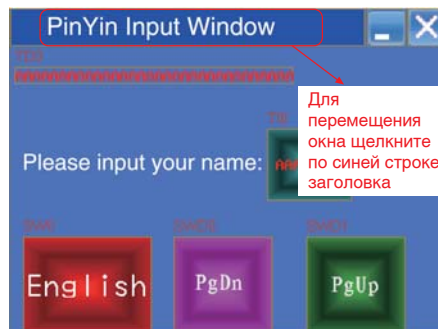 PinYin Input Window
Для
перемещения
окна щелкните
по синей строке
заголовка
Please input your name:
English
PgDn
PgUp